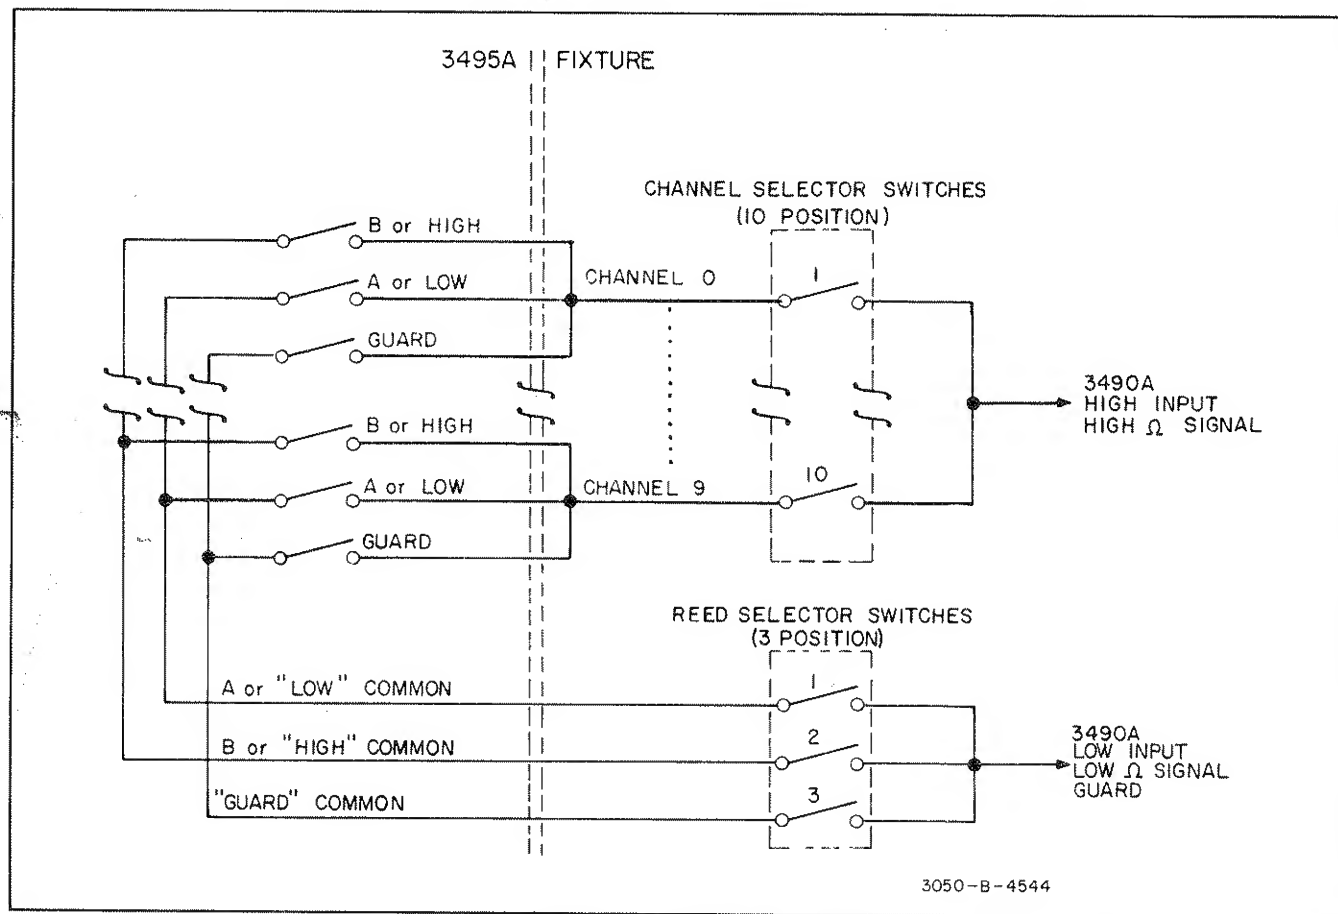 3495A FIXTURE
CHANNEL SELECTOR SWITCHES
(10 POSITION)
B or HIGH
A or LOW
CHANNEL 0
1
GUARD
3490A
HIGH INPUT
HIGH Ω SIGNAL
B or HIGH
A or LOW
CHANNEL 9
10
GUARD
REED SELECTOR SWITCHES
(3 POSITION)
A or "LOW" COMMON
1
B or "HIGH" COMMON
2
"GUARD" COMMON
3
3490A
LOW INPUT
LOW Ω SIGNAL
GUARD
3050-B-4544